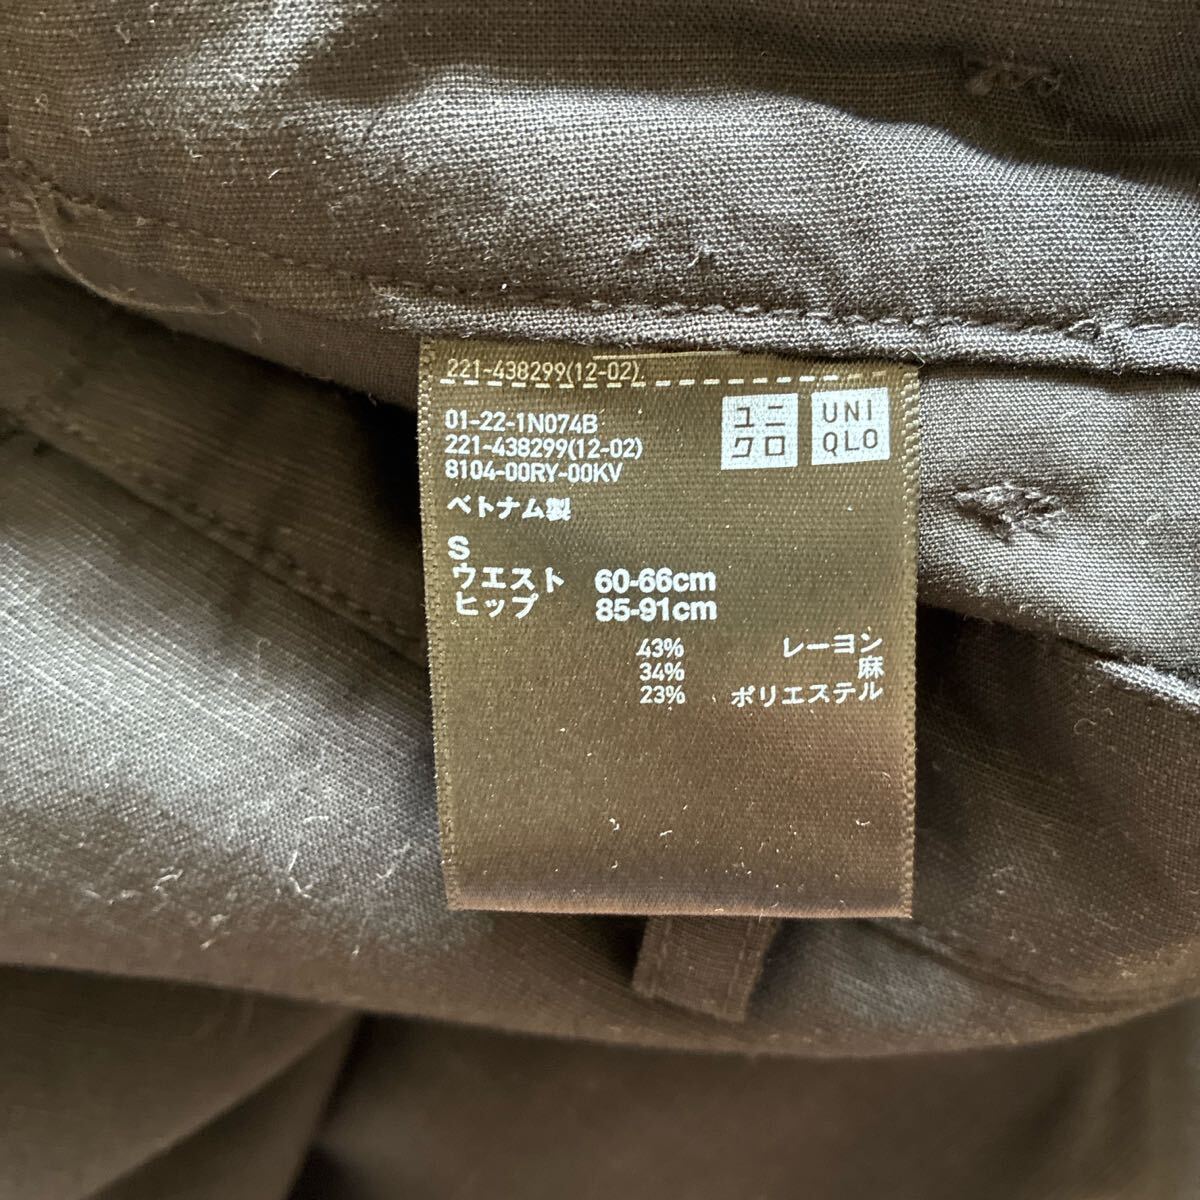 221-438299(12-02)
01-22-1N074B
221-438299(12-02)
8104-00RY-00KV
ユニ
クロ
UNI
QLO
ベトナム製
S
ウエスト 60-66cm
ヒップ 85-91cm
43% レーヨン
34% 麻
23% ポリエステル